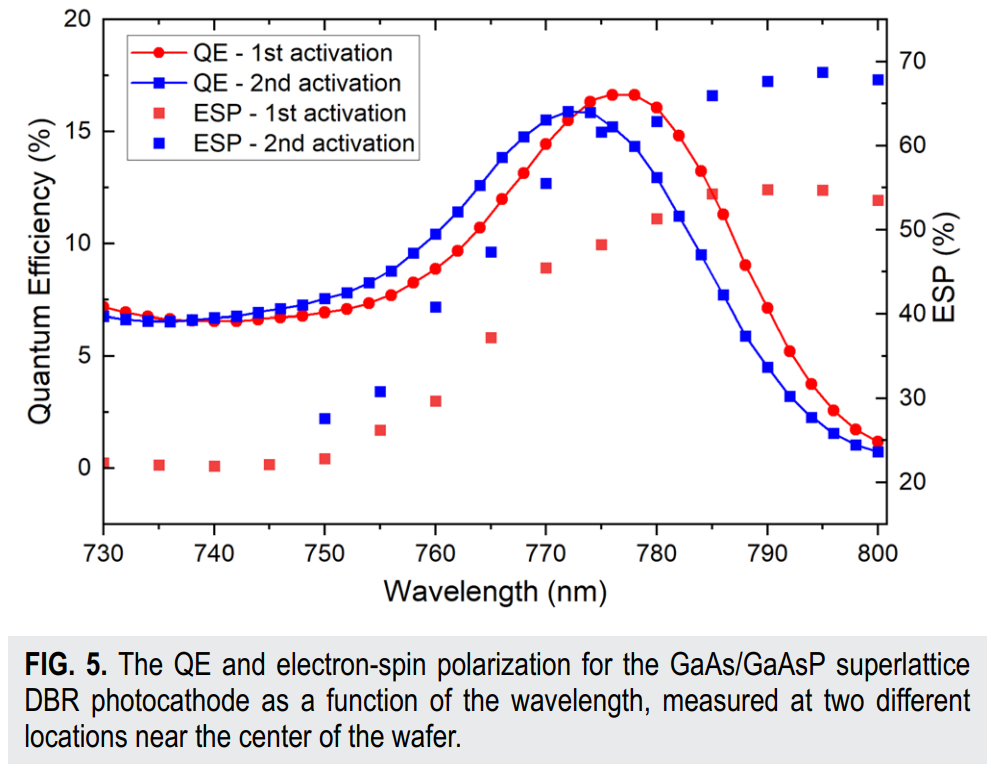 20
15
10
5
0
Quantum Efficiency (%)
QE - 1st activation
QE - 2nd activation
ESP - 1st activation
ESP - 2nd activation
70
60
50
40
30
20
ESP (%)
730 740 750 760 770 780 790 800
Wavelength (nm)
FIG. 5. The QE and electron-spin polarization for the GaAs/GaAsP superlattice
DBR photocathode as a function of the wavelength, measured at two different
locations near the center of the wafer.